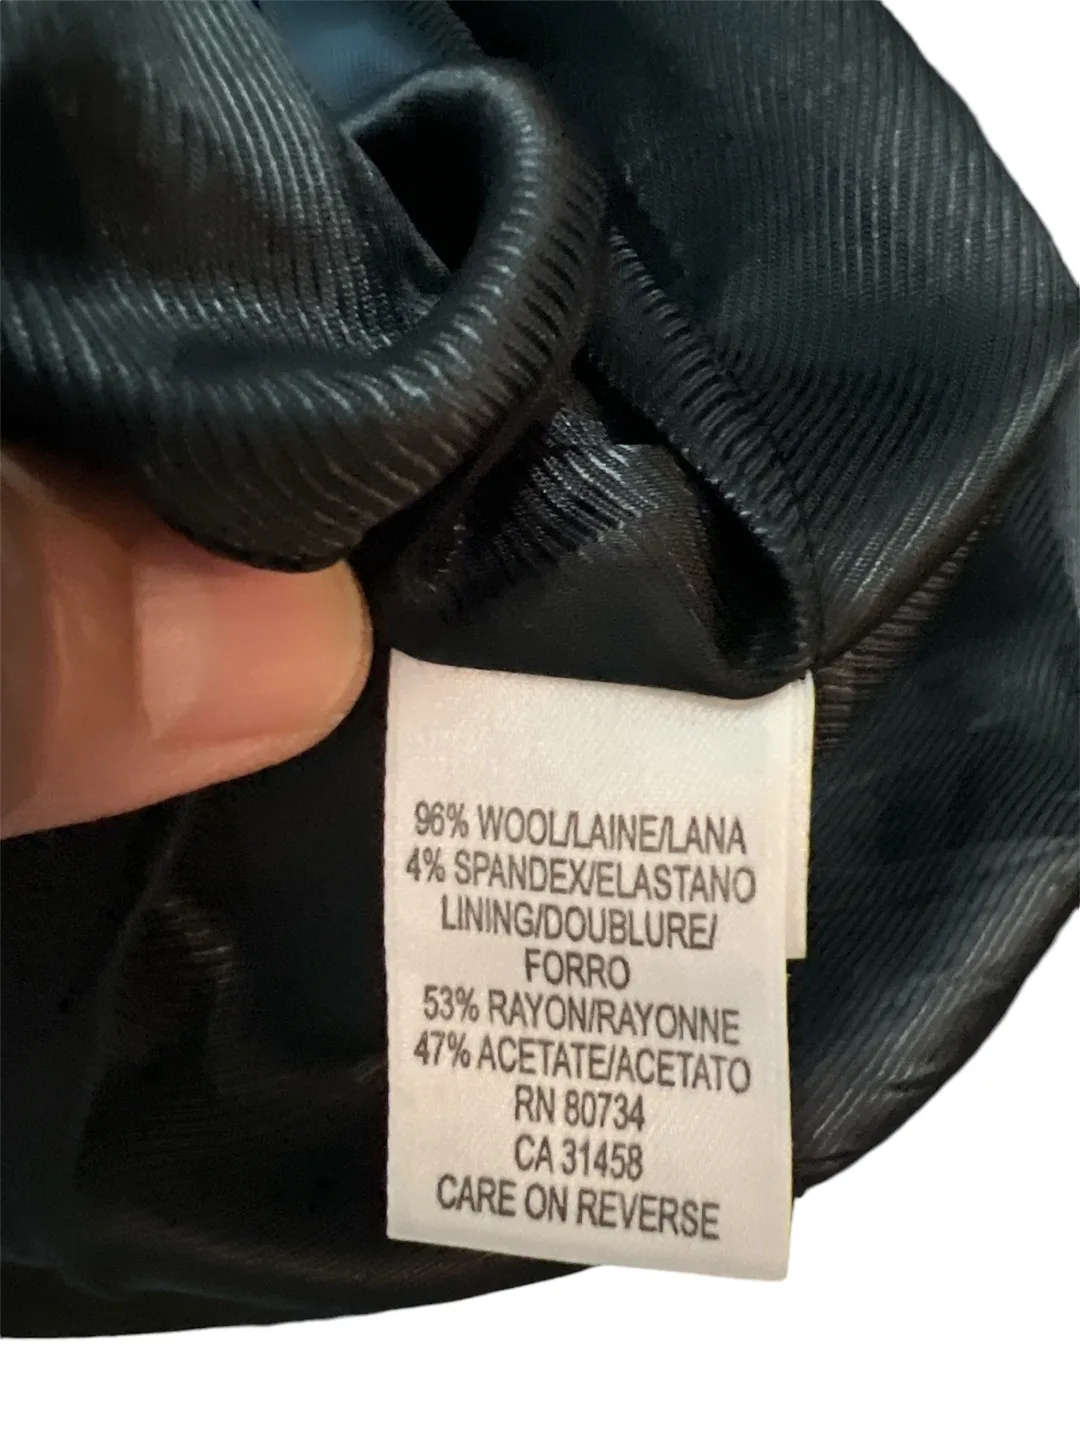 96% WOOL/LAINE/LANA
4% SPANDEX/ELASTANO
LINING/DOUBLURE/
FORRO
53% RAYON/RAYONNE
47% ACETATE/ACETATO
RN 80734
CA 31458
CARE ON REVERSE